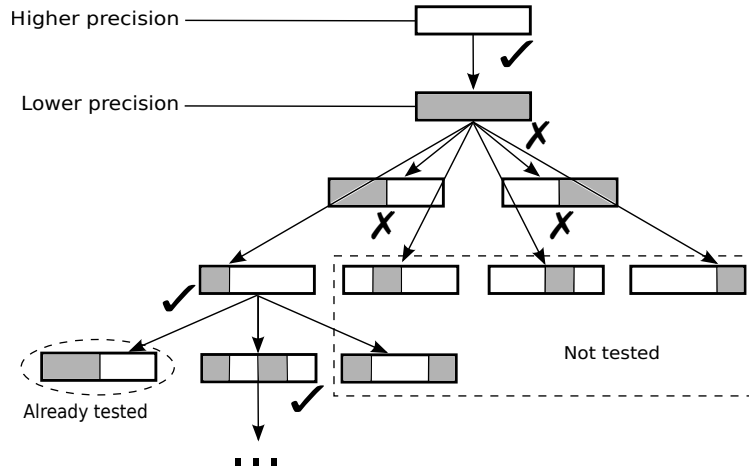 Higher precision
Lower precision
Not tested
Already tested